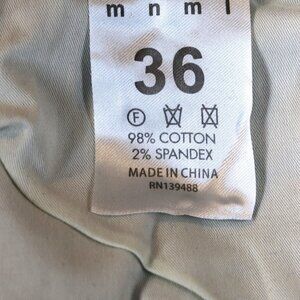 mnml
36
F
98% COTTON
2% SPANDEX
MADE IN CHINA
RN139488